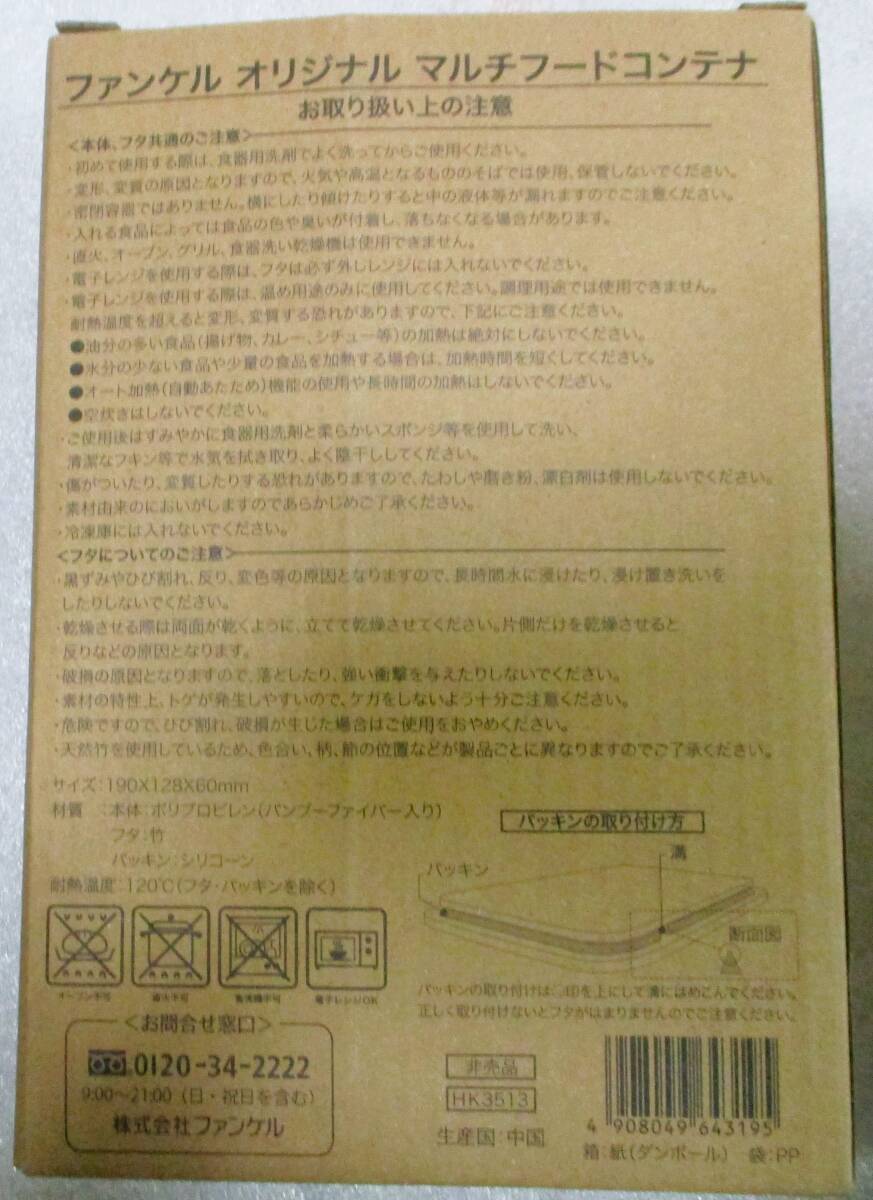 ファンケル オリジナル マルチフードコンテナ
お取り扱い上の注意
＜本体、フタ共通のご注意＞
・初めて使用する際は、食器用洗剤でよく洗ってからご使用ください。
・変形、変質の原因となりますので、火気や高温となるもののそばでは使用、保管しないでください。
・密閉容器ではありません。横にしたり傾けたりすると中の液体等が漏れますのでご注意ください。
・入れる食品によっては食品の色や臭いが付着し、落ちなくなる場合があります。
・直火、オーブン、グリル、食器洗い乾燥機は使用できません。
・電子レンジを使用する際は、フタは必ず外しレンジには入れないでください。
・電子レンジを使用する際は、温め用途のみに使用してください。調理用途では使用できません。
耐熱温度を超えると変形、変質する恐れがありますので、下記にご注意ください。
●油分の多い食品(揚げ物、カレー、シチュー等)の加熱は絶対にしないでください。
●水分の少ない食品や少量の食品を加熱する場合は、加熱時間を短くしてください。
●オート加熱(自動あたため)機能の使用や長時間の加熱はしないでください。
●空炊きはしないでください。
・ご使用後はすみやかに食器用洗剤と柔らかいスポンジ等を使用して洗い、
清潔なフキン等で水気を拭き取り、よく陰干ししてください。
・傷がついたり、変質したりする恐れがありますので、たわしや磨き粉、漂白剤は使用しないでください。
・素材由来のにおいがしますのであらかじめご了承ください。
・冷凍庫には入れないでください。
＜フタについてのご注意＞
・黒ずみやひび割れ、反り、変色等の原因となりますので、長時間水に浸けたり、浸け置き洗いを
したりしないでください。
・乾燥させる際は両面が乾くように、立てて乾燥させてください。片側だけを乾燥させると
反りなどの原因となります。
・破損の原因となりますので、落としたり、強い衝撃を与えたりしないでください。
・素材の特性上、トゲが発生しやすいので、ケガをしないよう十分ご注意ください。
・危険ですので、ひび割れ、破損が生じた場合はご使用をおやめください。
・天然竹を使用しているため、色合い、柄、節の位置などが製品ごとに異なりますのでご了承ください。
サイズ:190X128X60mm
材質 :本体:ポリプロピレン(バンブーファイバー入り)
フタ:竹
パッキン:シリコーン
耐熱温度:120℃(フタ・パッキンを除く)
オーブン不可
直火不可
食洗機不可
電子レンジOK
パッキンの取り付け方
溝
パッキン
断面図
パッキンの取り付けは△印を上にして溝にはめこんでください。
正しく取り付けないとフタがはまりませんのでご注意ください。
＜お問合せ窓口＞
0120-34-2222
9:00〜21:00(日・祝日を含む)
株式会社ファンケル
非売品
HK3513
生産国:中国
4 908049 643195
箱:紙(ダンボール) 袋:PP